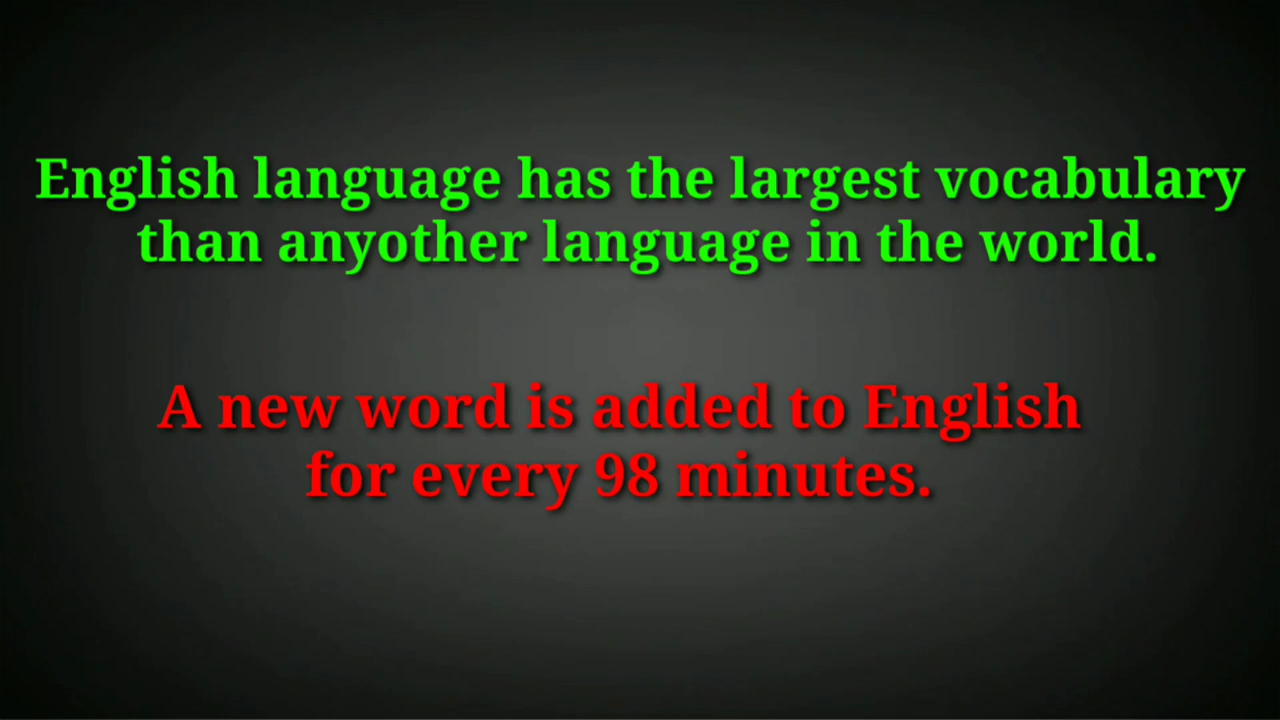 English language has the largest vocabulary
than anyother language in the world.
A new word is added to English
for every 98 minutes.